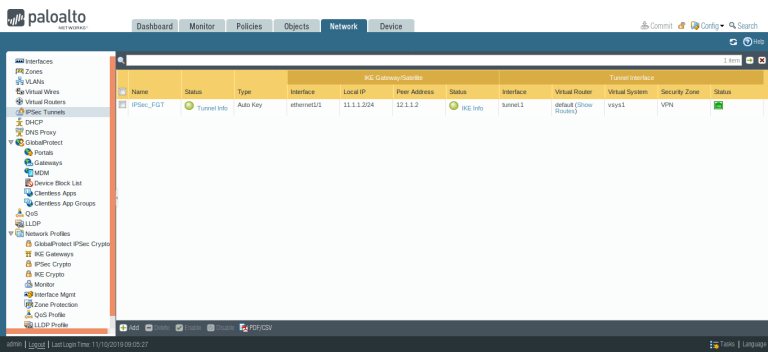 paloalto
NETWORKS
Dashboard Monitor Policies Objects Network Device
Commit Config Search
Help
Interfaces
Zones
VLANs
Virtual Wires
Virtual Routers
IPSec Tunnels
DHCP
DNS Proxy
GlobalProtect
Portals
Gateways
MDM
Device Block List
Clientless Apps
Clientless App Groups
QoS
LLDP
Network Profiles
GlobalProtect IPSec Crypto
IKE Gateways
IPSec Crypto
IKE Crypto
Monitor
Interface Mgmt
Zone Protection
QoS Profile
LLDP Profile
1 item
IKE Gateway/Satellite Tunnel Interface
Name Status Type Interface Local IP Peer Address Status Interface Virtual Router Virtual System Security Zone Status
IPSec_FGT Tunnel Info Auto Key ethernet1/1 11.1.1.2/24 12.1.1.2 IKE Info tunnel.1 default (Show Routes) vsys1 VPN
Add Delete Enable Disable PDF/CSV
admin | Logout | Last Login Time: 11/10/2019 09:05:27
Tasks | Language